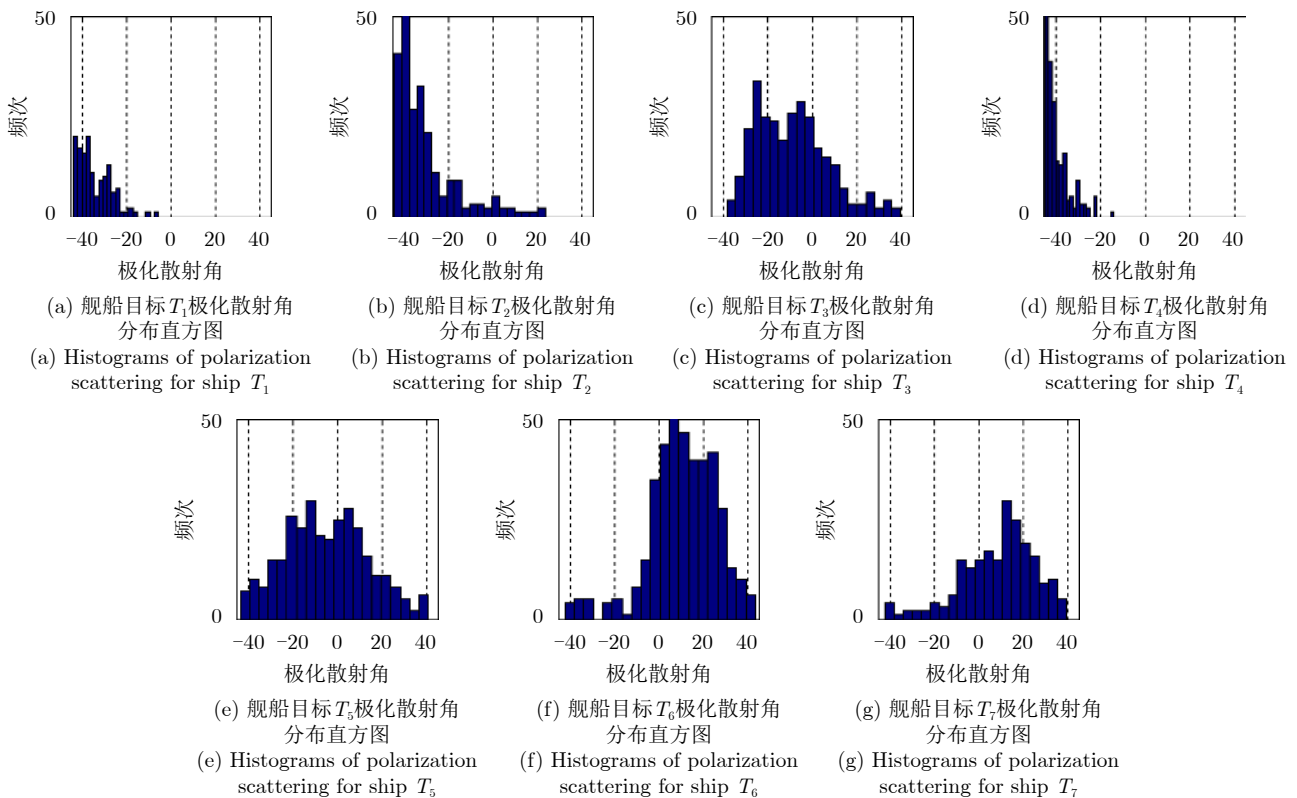 50
50
50
50
频次
频次
频次
频次
0
0
0
0
−40 −20 0 20 40
−40 −20 0 20 40
−40 −20 0 20 40
−40 −20 0 20 40
极化散射角
极化散射角
极化散射角
极化散射角
(a) 舰船目标T₁极化散射角
分布直方图
(a) Histograms of polarization
scattering for ship T₁
(b) 舰船目标T₂极化散射角
分布直方图
(b) Histograms of polarization
scattering for ship T₂
(c) 舰船目标T₃极化散射角
分布直方图
(c) Histograms of polarization
scattering for ship T₃
(d) 舰船目标T₄极化散射角
分布直方图
(d) Histograms of polarization
scattering for ship T₄
50
50
50
频次
频次
频次
0
0
0
−40 −20 0 20 40
−40 −20 0 20 40
−40 −20 0 20 40
极化散射角
极化散射角
极化散射角
(e) 舰船目标T₅极化散射角
分布直方图
(e) Histograms of polarization
scattering for ship T₅
(f) 舰船目标T₆极化散射角
分布直方图
(f) Histograms of polarization
scattering for ship T₆
(g) 舰船目标T₇极化散射角
分布直方图
(g) Histograms of polarization
scattering for ship T₇